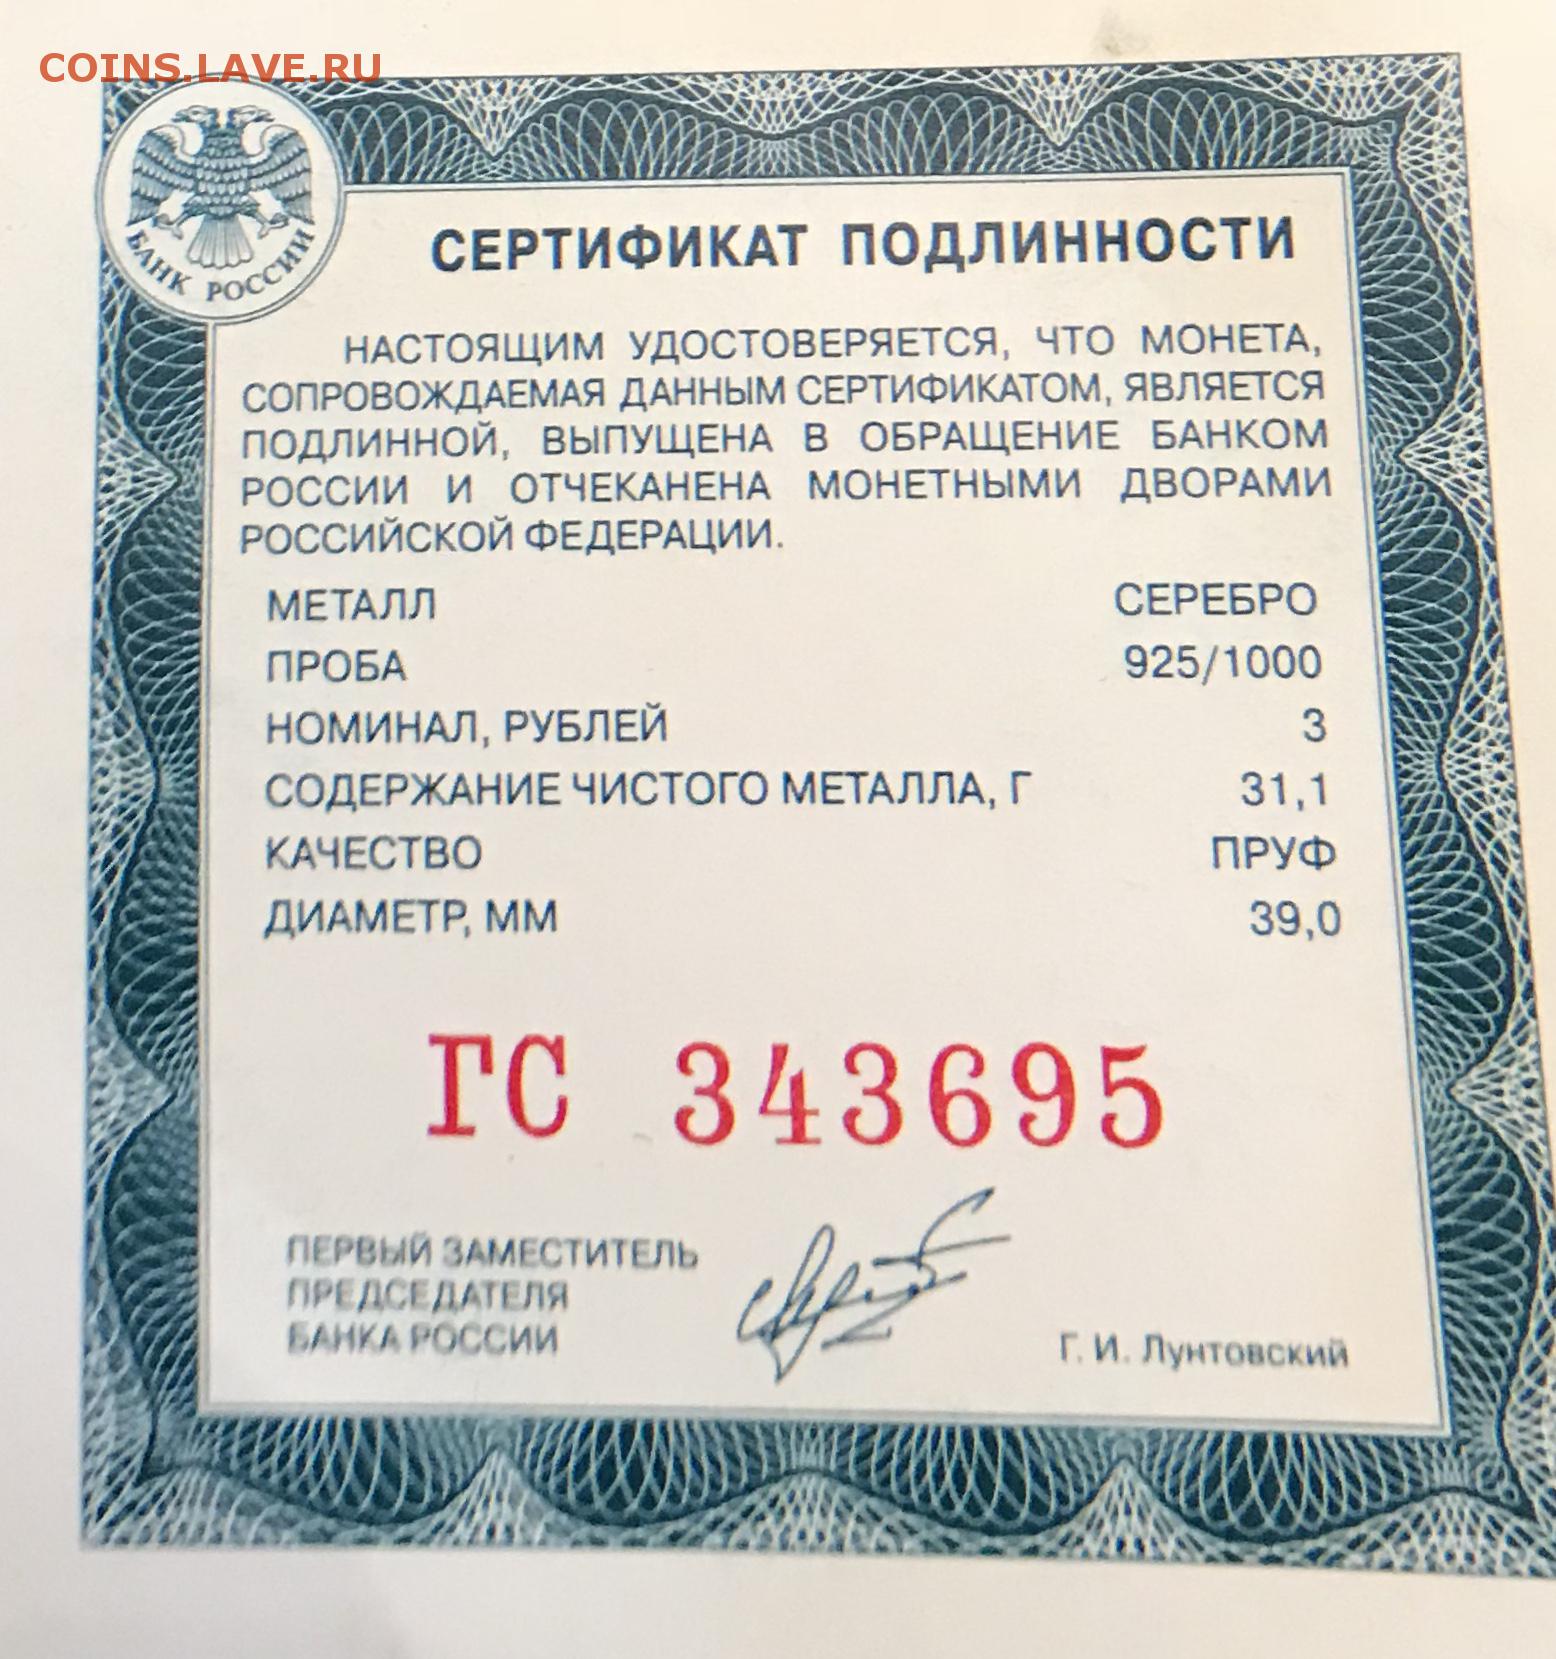 COINS.LAVE.RU
БАНК РОССИИ
СЕРТИФИКАТ ПОДЛИННОСТИ
НАСТОЯЩИМ УДОСТОВЕРЯЕТСЯ, ЧТО МОНЕТА,
СОПРОВОЖДАЕМАЯ ДАННЫМ СЕРТИФИКАТОМ, ЯВЛЯЕТСЯ
ПОДЛИННОЙ, ВЫПУЩЕНА В ОБРАЩЕНИЕ БАНКОМ
РОССИИ И ОТЧЕКАНЕНА МОНЕТНЫМИ ДВОРАМИ
РОССИЙСКОЙ ФЕДЕРАЦИИ.
МЕТАЛЛ СЕРЕБРО
ПРОБА 925/1000
НОМИНАЛ, РУБЛЕЙ 3
СОДЕРЖАНИЕ ЧИСТОГО МЕТАЛЛА, Г 31,1
КАЧЕСТВО ПРУФ
ДИАМЕТР, ММ 39,0
ГС 343695
ПЕРВЫЙ ЗАМЕСТИТЕЛЬ
ПРЕДСЕДАТЕЛЯ
БАНКА РОССИИ
Г. И. Лунтовский